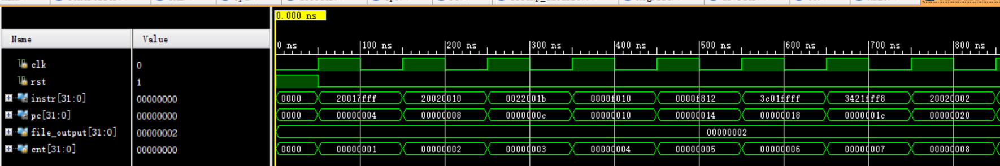 0.000 ns
Name Value
0 ns 100 ns 200 ns 300 ns 400 ns 500 ns 600 ns 700 ns 800 ns
clk 0
rst 1
instr[31:0] 00000000 0000 20017fff 20020010 0022001b 0000f010 0000f812 3c01ffff 3421fff8 20020002
pc[31:0] 00000000 0000 00000004 00000008 0000000c 00000010 00000014 00000018 0000001c 00000020
file_output[31:0] 00000002 00000002
cnt[31:0] 00000000 0000 00000001 00000002 00000003 00000004 00000005 00000006 00000007 00000008